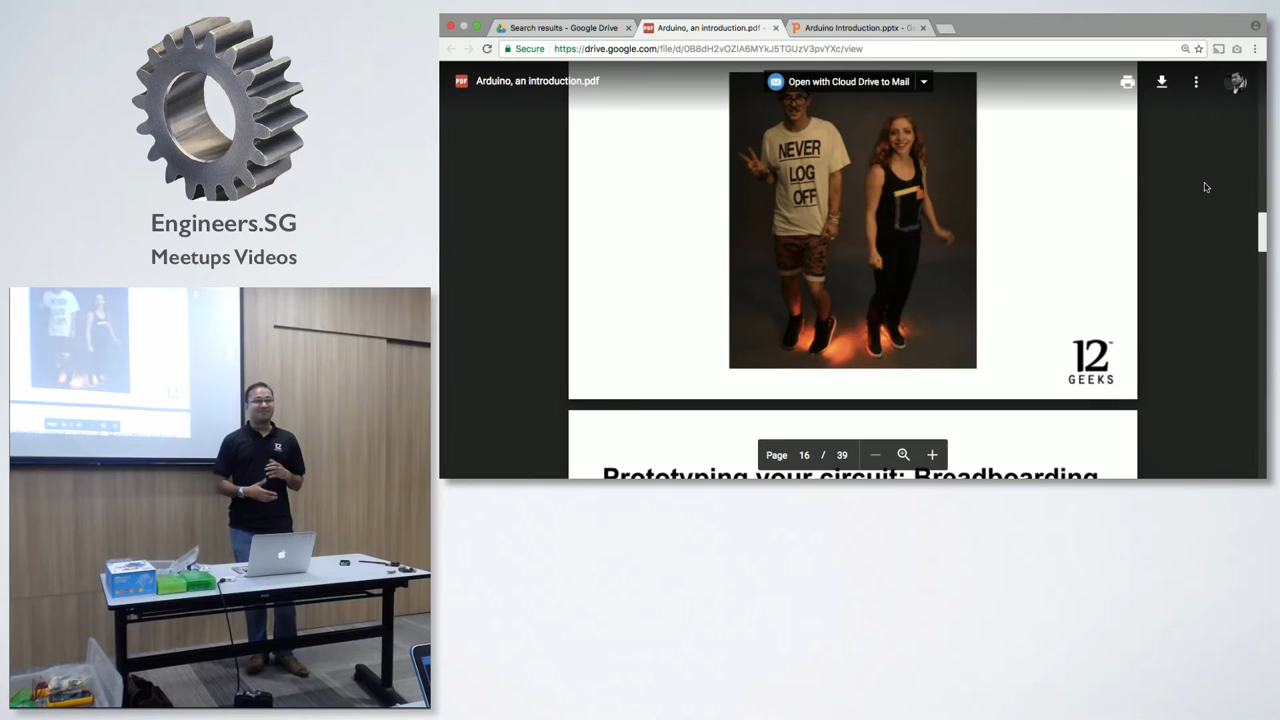 Engineers.SG
Meetups Videos
Search results - Google Drive
Arduino, an introduction.pdf -
Arduino Introduction.pptx - G
Secure
https://drive.google.com/file/d/0B8dH2vOZlA6MYkJ5TGUzV3pvYXc/view
PDF
Arduino, an introduction.pdf
Open with Cloud Drive to Mail
NEVER
LOG
OFF
12
GEEKS
Page 16 / 39
Prototyping your circuit: Breadboarding
12